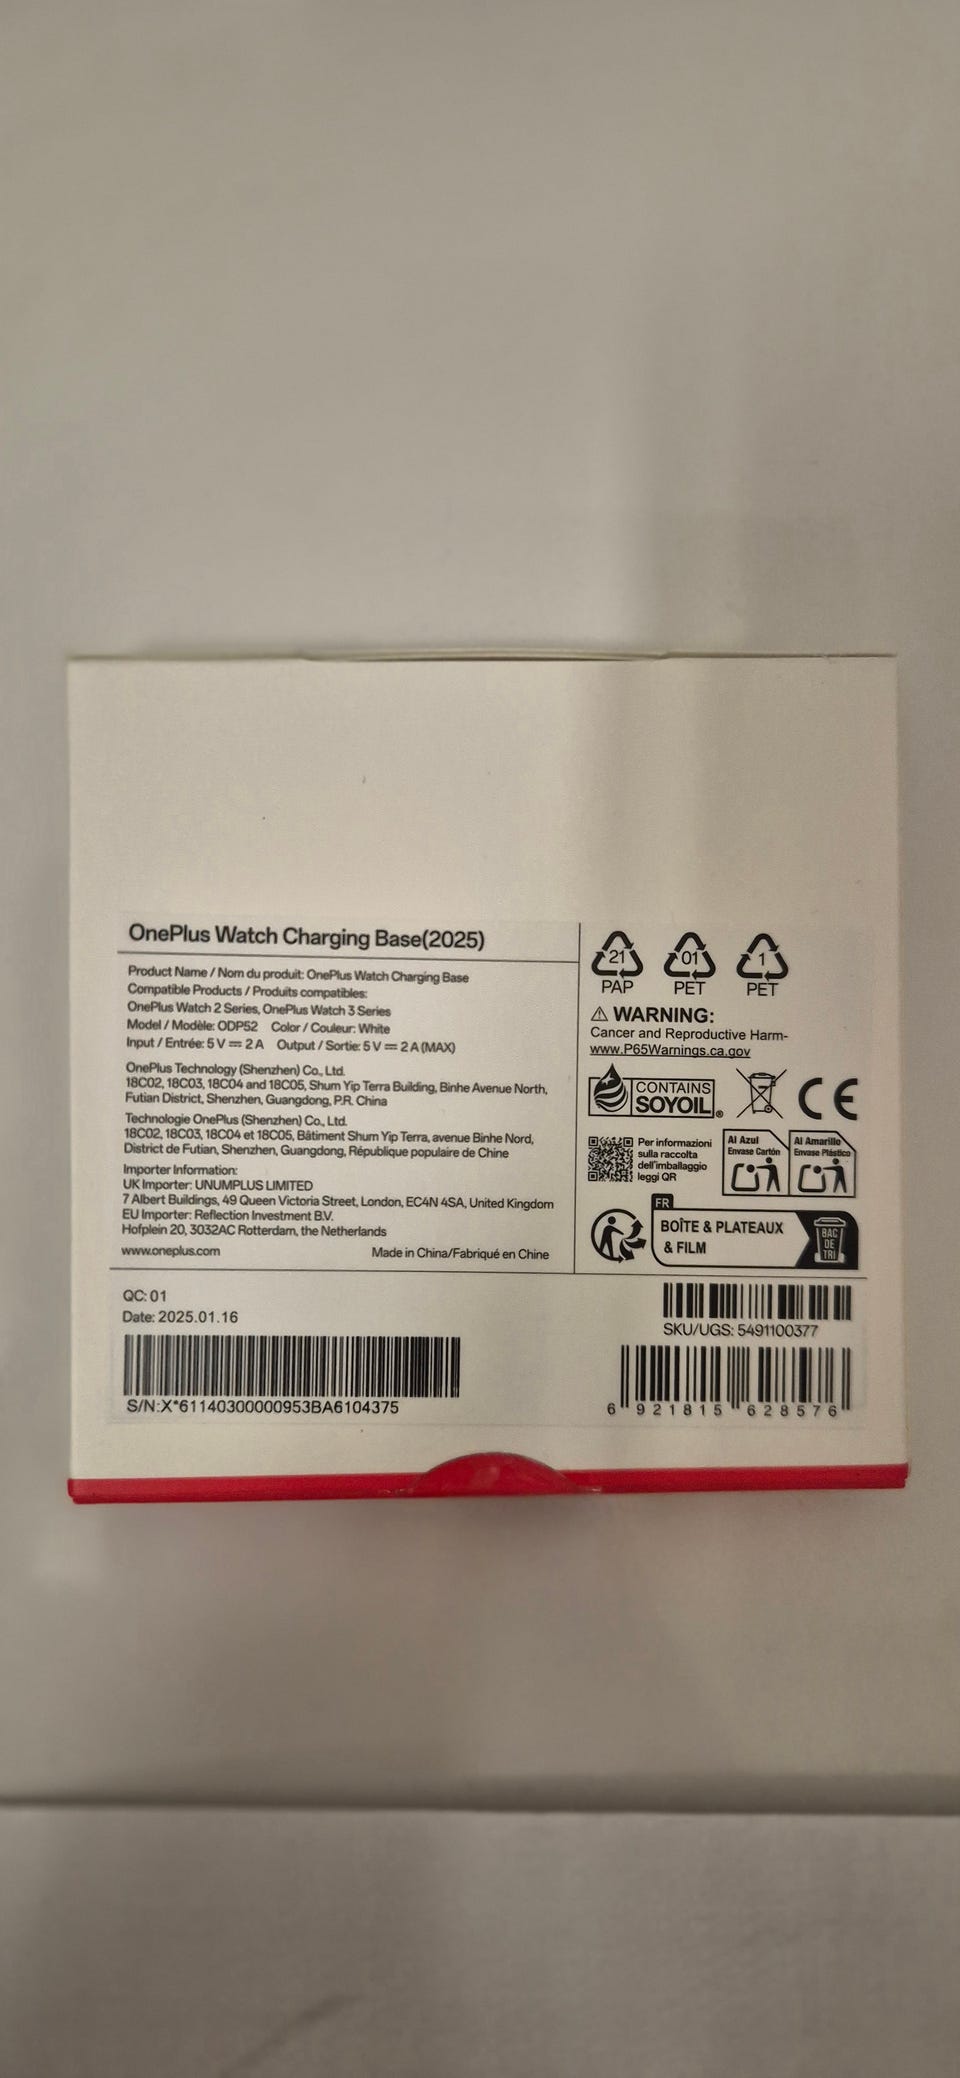 OnePlus Watch Charging Base(2025)
Product Name / Nom du produit: OnePlus Watch Charging Base
Compatible Products / Produits compatibles:
OnePlus Watch 2 Series, OnePlus Watch 3 Series
Model / Modèle: ODP52 Color / Couleur: White
Input / Entrée: 5 V ⎓ 2 A Output / Sortie: 5 V ⎓ 2 A (MAX)
OnePlus Technology (Shenzhen) Co., Ltd.
18C02, 18C03, 18C04 and 18C05, Shum Yip Terra Building, Binhe Avenue North,
Futian District, Shenzhen, Guangdong, P.R. China
Technologie OnePlus (Shenzhen) Co., Ltd.
18C02, 18C03, 18C04 et 18C05, Bâtiment Shum Yip Terra, avenue Binhe Nord,
District de Futian, Shenzhen, Guangdong, République populaire de Chine
Importer Information:
UK Importer: UNUMPLUS LIMITED
7 Albert Buildings, 49 Queen Victoria Street, London, EC4N 4SA, United Kingdom
EU Importer: Reflection Investment B.V.
Hofplein 20, 3032AC Rotterdam, the Netherlands
www.oneplus.com Made in China/Fabriqué en Chine
21 01 1
PAP PET PET
⚠ WARNING:
Cancer and Reproductive Harm-
www.P65Warnings.ca.gov
CONTAINS
SOYOIL®
CE
Per informazioni
sulla raccolta
dell'imballaggio
leggi QR
Al Azul
Envase Cartón
Al Amarillo
Envase Plástico
FR
BOÎTE & PLATEAUX
& FILM
BAC
DE
TRI
QC: 01
Date: 2025.01.16
S/N:X*61140300000953BA6104375
SKU/UGS: 5491100377
6 921815 628576